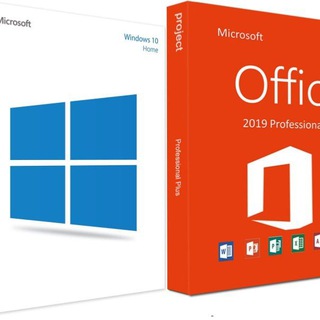 Microsoft
Windows 10
Home
project
Professional Plus
Microsoft
Offic
2019 Professional
W
P
X
A